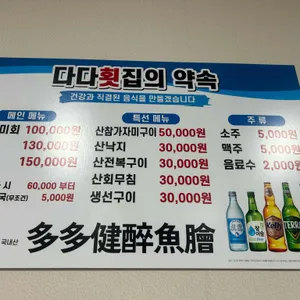 다다횟집의 약속
건강과 직결된 음식을 만들겠습니다
메인 메뉴 특선 메뉴 주 류
미회 100,000원 산참가자미구이 50,000원 소주 5,000원
130,000원 산낙지 30,000원 맥주 5,000원
150,000원 산전복구이 30,000원 음료수 2,000원
시 60,000 부터 산회무침 30,000원
국(무조건) 5,000원 생선구이 30,000원
국내산 多多健醉魚膾
Kelly
TERRA